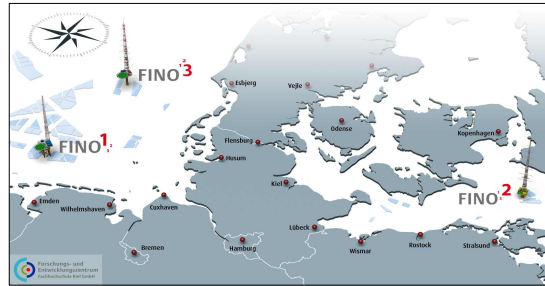 FINO³
FINO¹
Esbjerg
Vejle
Odense
Kopenhagen
Flensburg
Husum
Kiel
FINO²
Emden
Wilhelmshaven
Cuxhaven
Lübeck
Bremen
Hamburg
Wismar
Rostock
Stralsund
Forschungs- und
Entwicklungszentrum
Fachhochschule Kiel GmbH